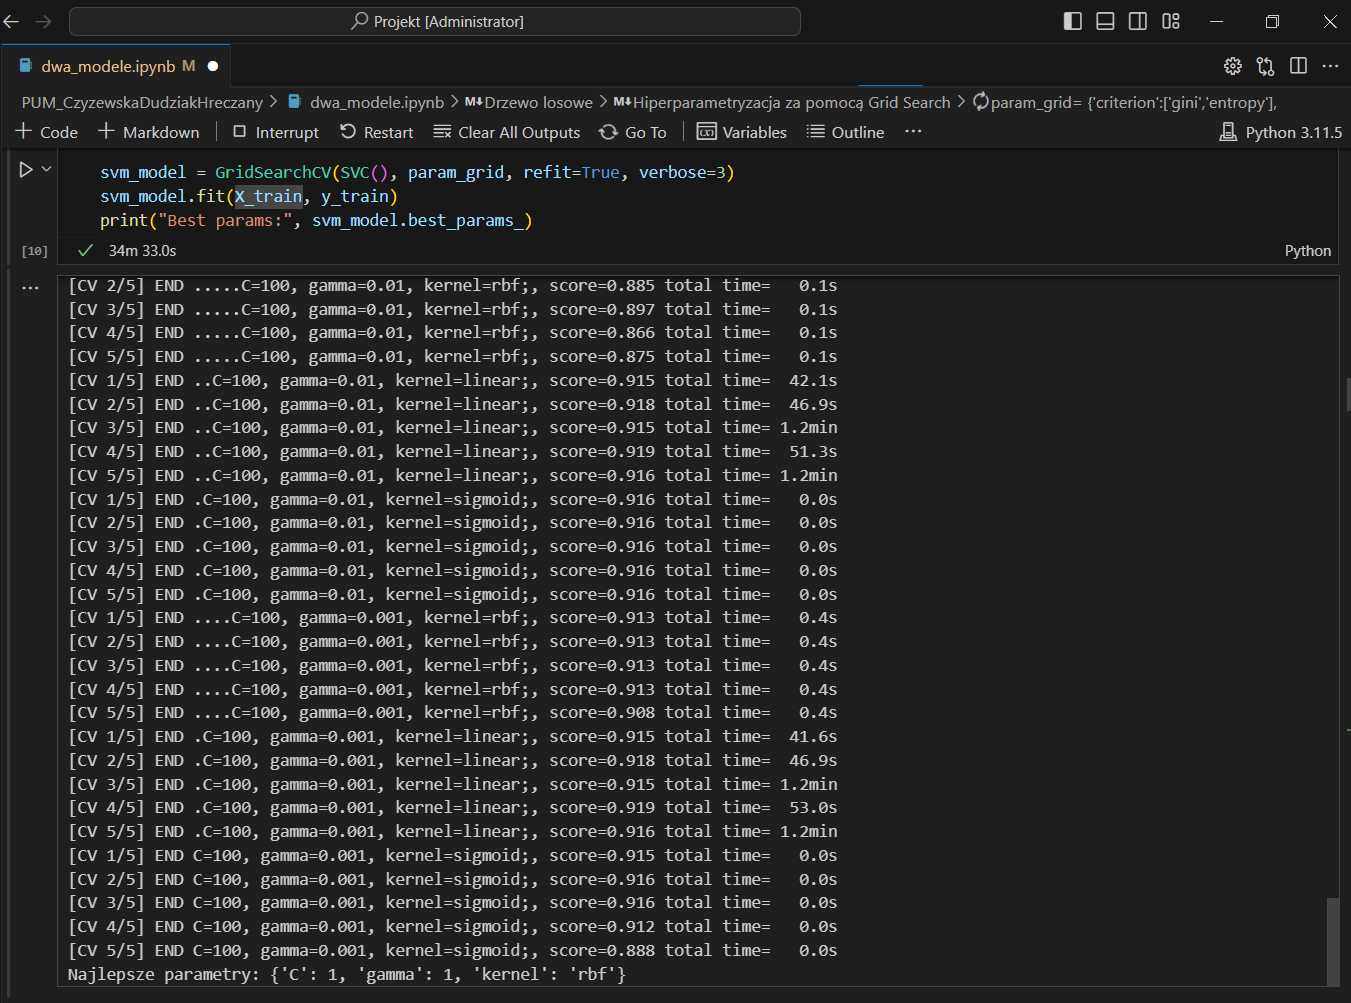 Projekt [Administrator]
dwa_modele.ipynb M
PUM_CzyzewskaDudziakHreczany > dwa_modele.ipynb > M↓Drzewo losowe > M↓Hiperparametryzacja za pomocą Grid Search > param_grid= {'criterion':['gini','entropy'],
+ Code + Markdown | Interrupt Restart Clear All Outputs Go To | Variables Outline ... Python 3.11.5
svm_model = GridSearchCV(SVC(), param_grid, refit=True, verbose=3)
svm_model.fit(X_train, y_train)
print("Best params:", svm_model.best_params_)
[10] ✓ 34m 33.0s Python
[CV 2/5] END .....C=100, gamma=0.01, kernel=rbf;, score=0.885 total time=   0.1s
[CV 3/5] END .....C=100, gamma=0.01, kernel=rbf;, score=0.897 total time=   0.1s
[CV 4/5] END .....C=100, gamma=0.01, kernel=rbf;, score=0.866 total time=   0.1s
[CV 5/5] END .....C=100, gamma=0.01, kernel=rbf;, score=0.875 total time=   0.1s
[CV 1/5] END ..C=100, gamma=0.01, kernel=linear;, score=0.915 total time=  42.1s
[CV 2/5] END ..C=100, gamma=0.01, kernel=linear;, score=0.918 total time=  46.9s
[CV 3/5] END ..C=100, gamma=0.01, kernel=linear;, score=0.915 total time= 1.2min
[CV 4/5] END ..C=100, gamma=0.01, kernel=linear;, score=0.919 total time=  51.3s
[CV 5/5] END ..C=100, gamma=0.01, kernel=linear;, score=0.916 total time= 1.2min
[CV 1/5] END .C=100, gamma=0.01, kernel=sigmoid;, score=0.916 total time=   0.0s
[CV 2/5] END .C=100, gamma=0.01, kernel=sigmoid;, score=0.916 total time=   0.0s
[CV 3/5] END .C=100, gamma=0.01, kernel=sigmoid;, score=0.916 total time=   0.0s
[CV 4/5] END .C=100, gamma=0.01, kernel=sigmoid;, score=0.916 total time=   0.0s
[CV 5/5] END .C=100, gamma=0.01, kernel=sigmoid;, score=0.916 total time=   0.0s
[CV 1/5] END ....C=100, gamma=0.001, kernel=rbf;, score=0.913 total time=   0.4s
[CV 2/5] END ....C=100, gamma=0.001, kernel=rbf;, score=0.913 total time=   0.4s
[CV 3/5] END ....C=100, gamma=0.001, kernel=rbf;, score=0.913 total time=   0.4s
[CV 4/5] END ....C=100, gamma=0.001, kernel=rbf;, score=0.913 total time=   0.4s
[CV 5/5] END ....C=100, gamma=0.001, kernel=rbf;, score=0.908 total time=   0.4s
[CV 1/5] END .C=100, gamma=0.001, kernel=linear;, score=0.915 total time=  41.6s
[CV 2/5] END .C=100, gamma=0.001, kernel=linear;, score=0.918 total time=  46.9s
[CV 3/5] END .C=100, gamma=0.001, kernel=linear;, score=0.915 total time= 1.2min
[CV 4/5] END .C=100, gamma=0.001, kernel=linear;, score=0.919 total time=  53.0s
[CV 5/5] END .C=100, gamma=0.001, kernel=linear;, score=0.916 total time= 1.2min
[CV 1/5] END C=100, gamma=0.001, kernel=sigmoid;, score=0.915 total time=   0.0s
[CV 2/5] END C=100, gamma=0.001, kernel=sigmoid;, score=0.916 total time=   0.0s
[CV 3/5] END C=100, gamma=0.001, kernel=sigmoid;, score=0.916 total time=   0.0s
[CV 4/5] END C=100, gamma=0.001, kernel=sigmoid;, score=0.912 total time=   0.0s
[CV 5/5] END C=100, gamma=0.001, kernel=sigmoid;, score=0.888 total time=   0.0s
Najlepsze parametry: {'C': 1, 'gamma': 1, 'kernel': 'rbf'}